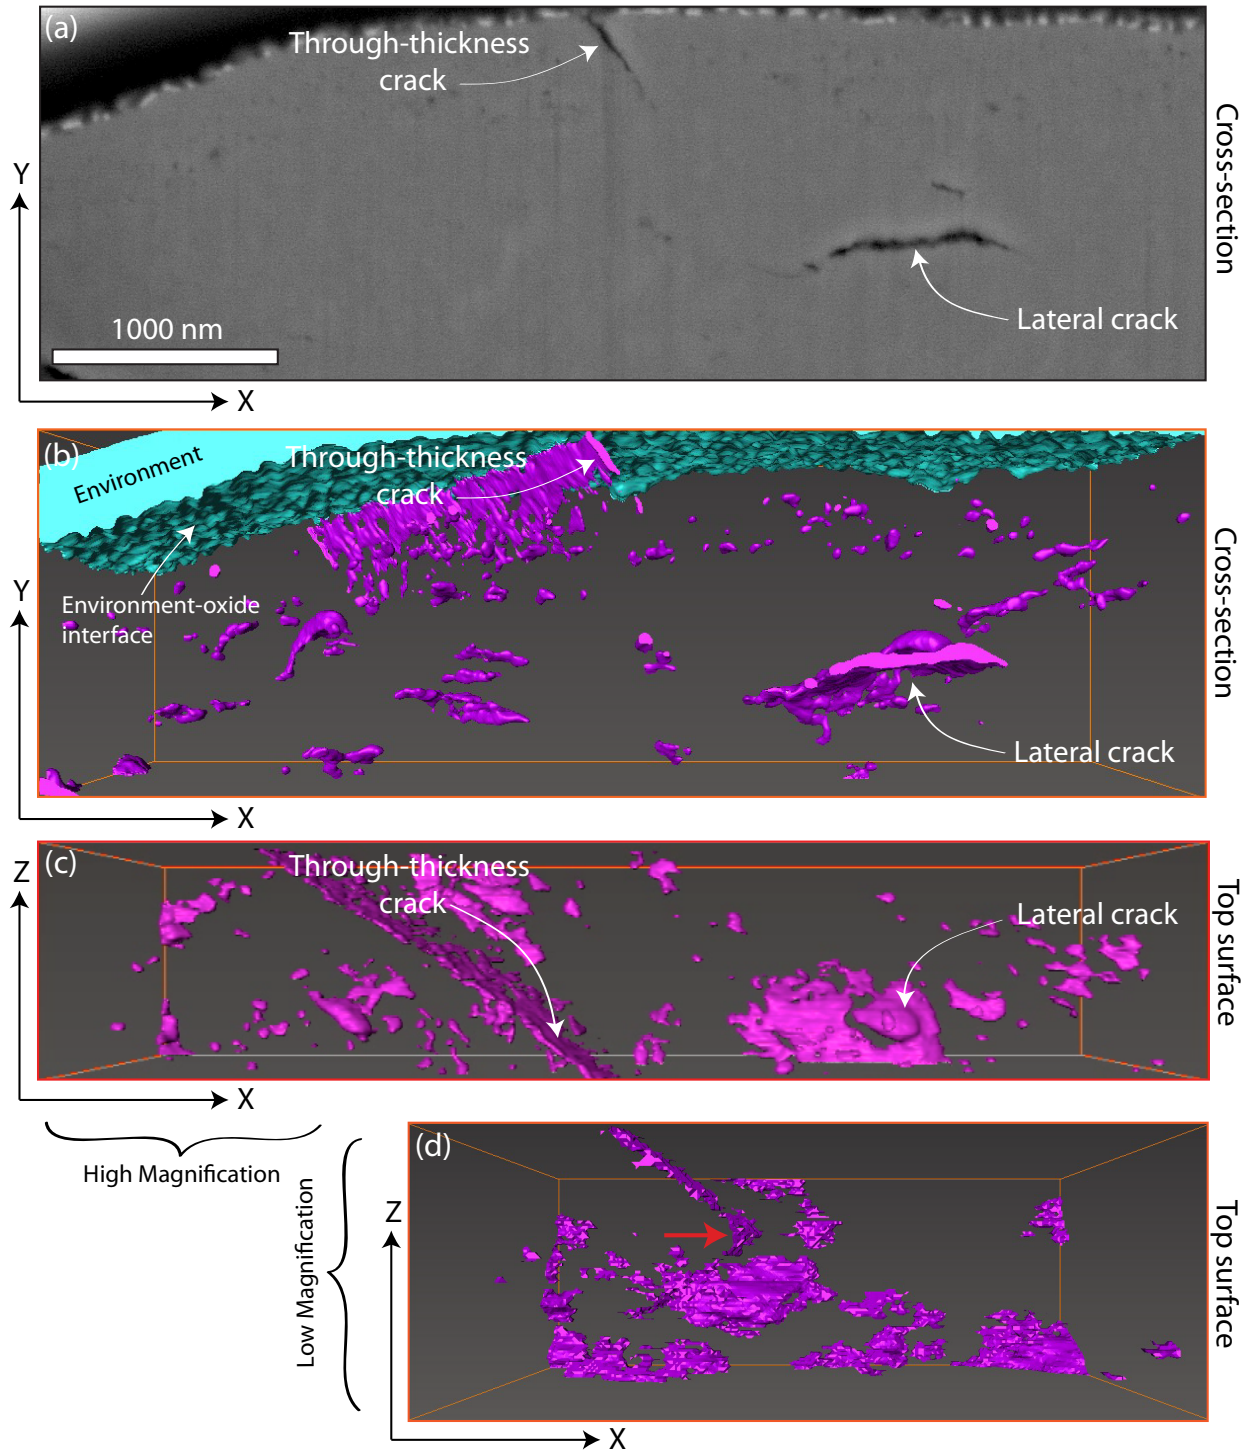 (a)
Through-thickness
crack
Cross-section
Y
Lateral crack
1000 nm
X
(b)
Environment
Through-thickness
crack
Cross-section
Environment-oxide
interface
Y
Lateral crack
X
(c)
Z
Through-thickness
crack
Lateral crack
Top surface
X
High Magnification
(d)
Low Magnification
Z
Top surface
X